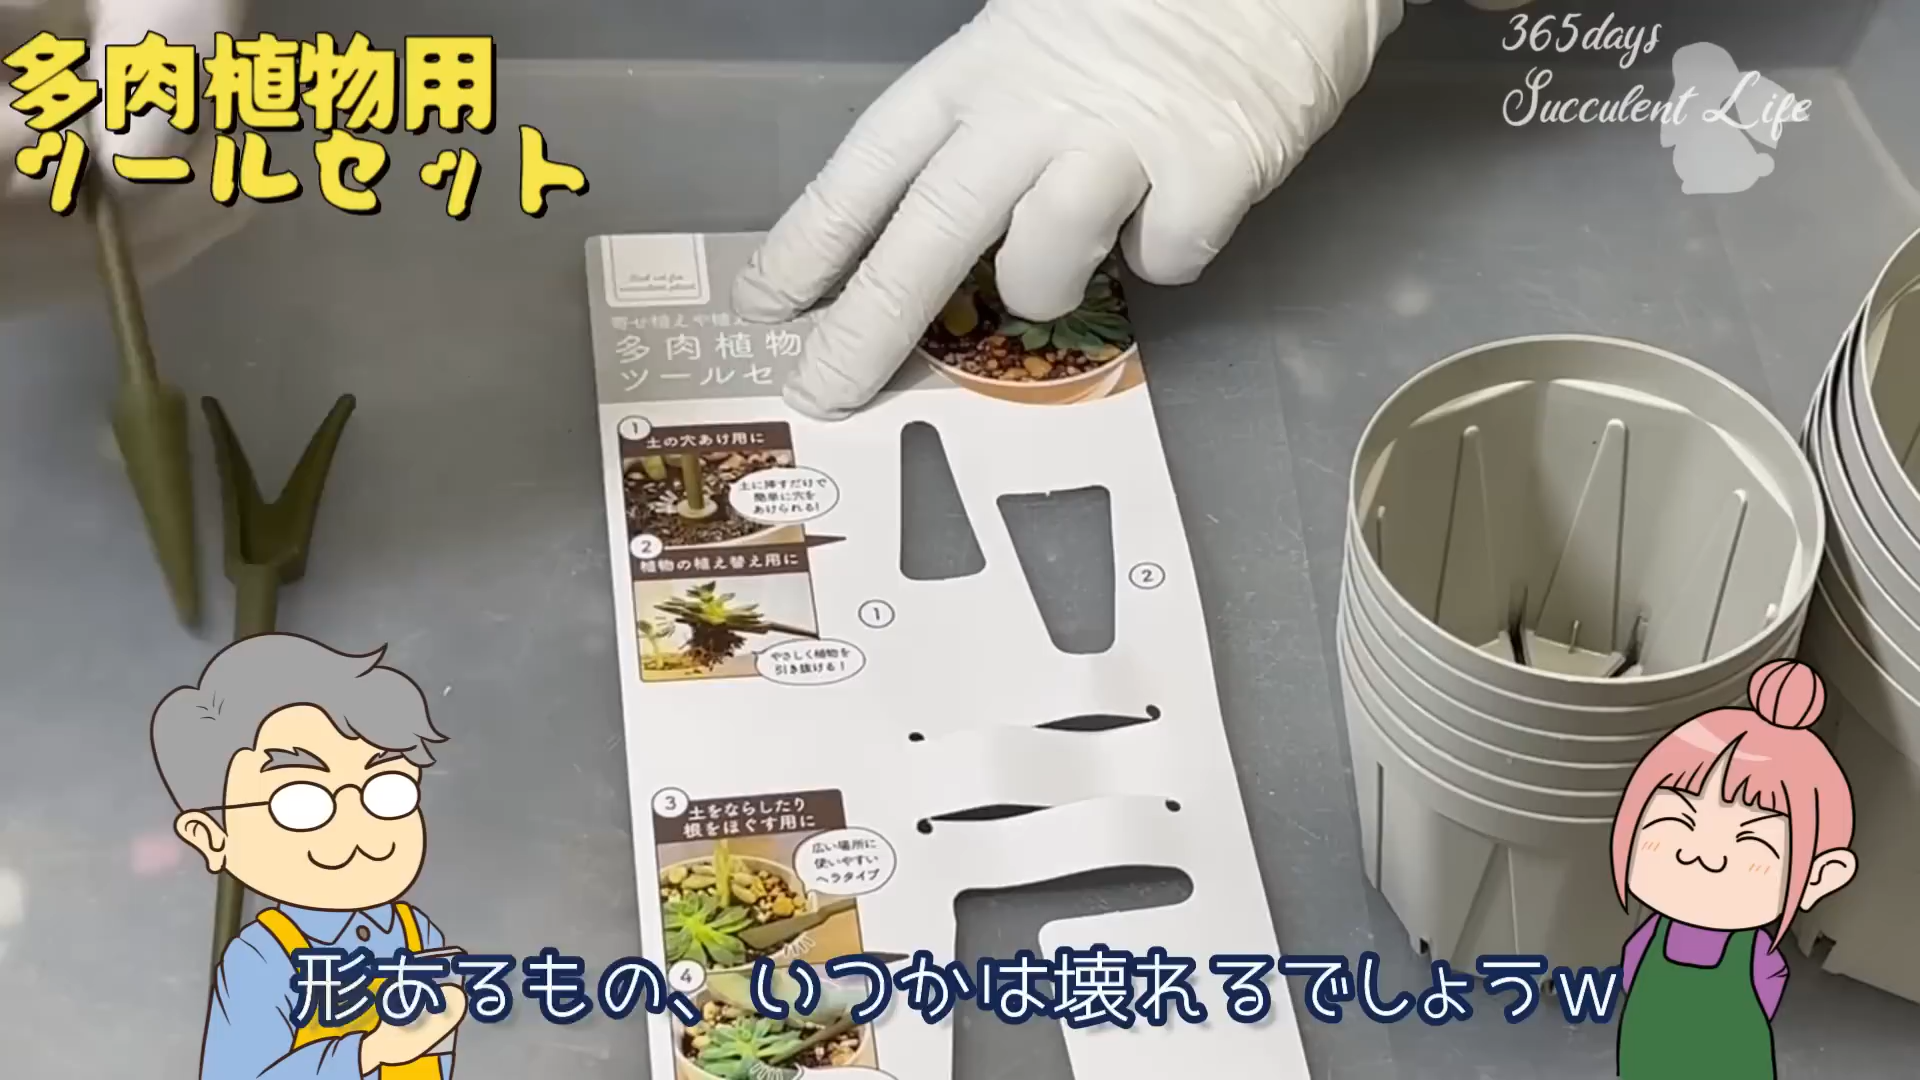 多肉植物用
ツールセット
365days
Succulent Life
多肉植物
ツールセ
1
土の穴あけ用に
土に挿すだけで
簡単に穴を
あけられる!
2
植物の植え替え用に
やさしく植物を
引き抜ける!
1
2
3
土をならしたり
根をほぐす用に
広い場所に
使いやすい
ヘラタイプ
4
形あるもの、いつかは壊れるでしょうw